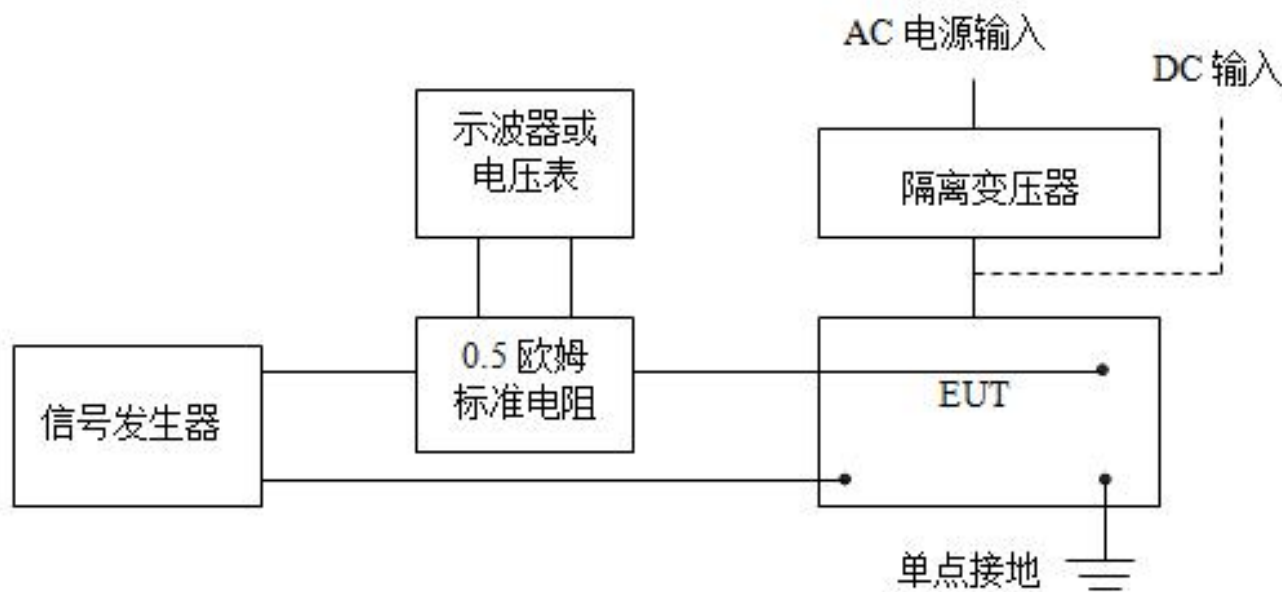 AC 电源输入
DC 输入
示波器或
电压表
隔离变压器
0.5 欧姆
标准电阻
EUT
信号发生器
单点接地